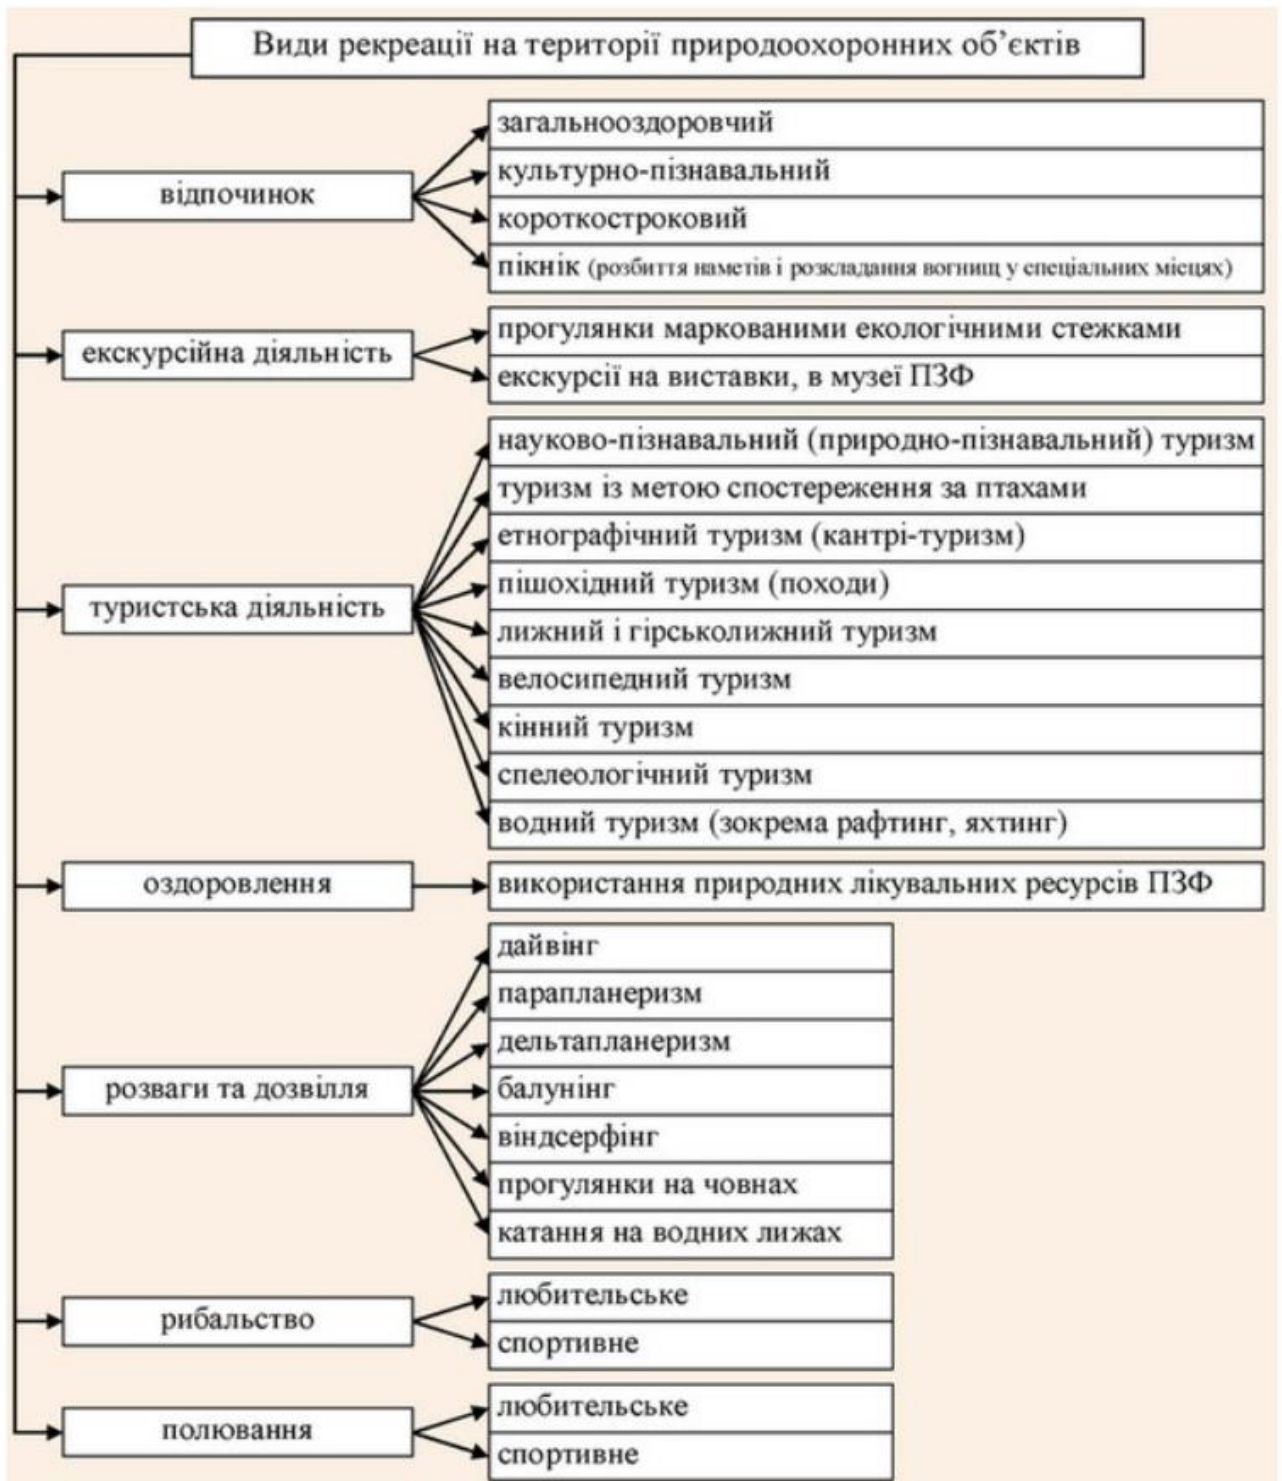 Види рекреації на території природоохоронних об’єктів
відпочинок
загальнооздоровчий
культурно-пізнавальний
короткостроковий
пікнік (розбиття наметів і розкладання вогнищ у спеціальних місцях)
екскурсійна діяльність
прогулянки маркованими екологічними стежками
екскурсії на виставки, в музеї ПЗФ
туристська діяльність
науково-пізнавальний (природно-пізнавальний) туризм
туризм із метою спостереження за птахами
етнографічний туризм (кантрі-туризм)
пішохідний туризм (походи)
лижний і гірськолижний туризм
велосипедний туризм
кінний туризм
спелеологічний туризм
водний туризм (зокрема рафтинг, яхтинг)
оздоровлення
використання природних лікувальних ресурсів ПЗФ
розваги та дозвілля
дайвінг
парапланеризм
дельтапланеризм
балунінг
віндсерфінг
прогулянки на човнах
катання на водних лижах
рибальство
любительське
спортивне
полювання
любительське
спортивне